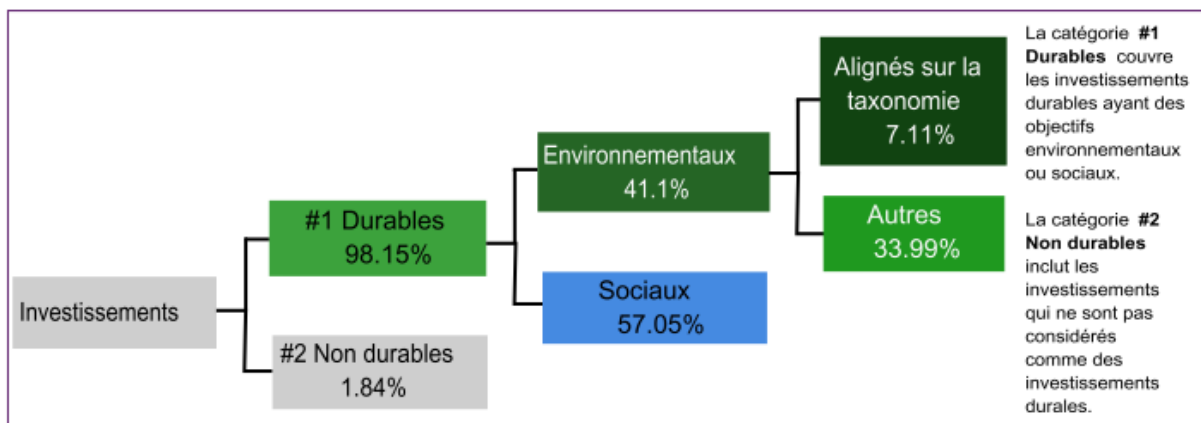 Investissements
#1 Durables
98.15%
#2 Non durables
1.84%
Environnementaux
41.1%
Sociaux
57.05%
Alignés sur la
taxonomie
7.11%
Autres
33.99%
La catégorie #1
Durables couvre
les investissements
durables ayant des
objectifs
environnementaux
ou sociaux.
La catégorie #2
Non durables
inclut les
investissements
qui ne sont pas
considérés
comme des
investissements
durales.